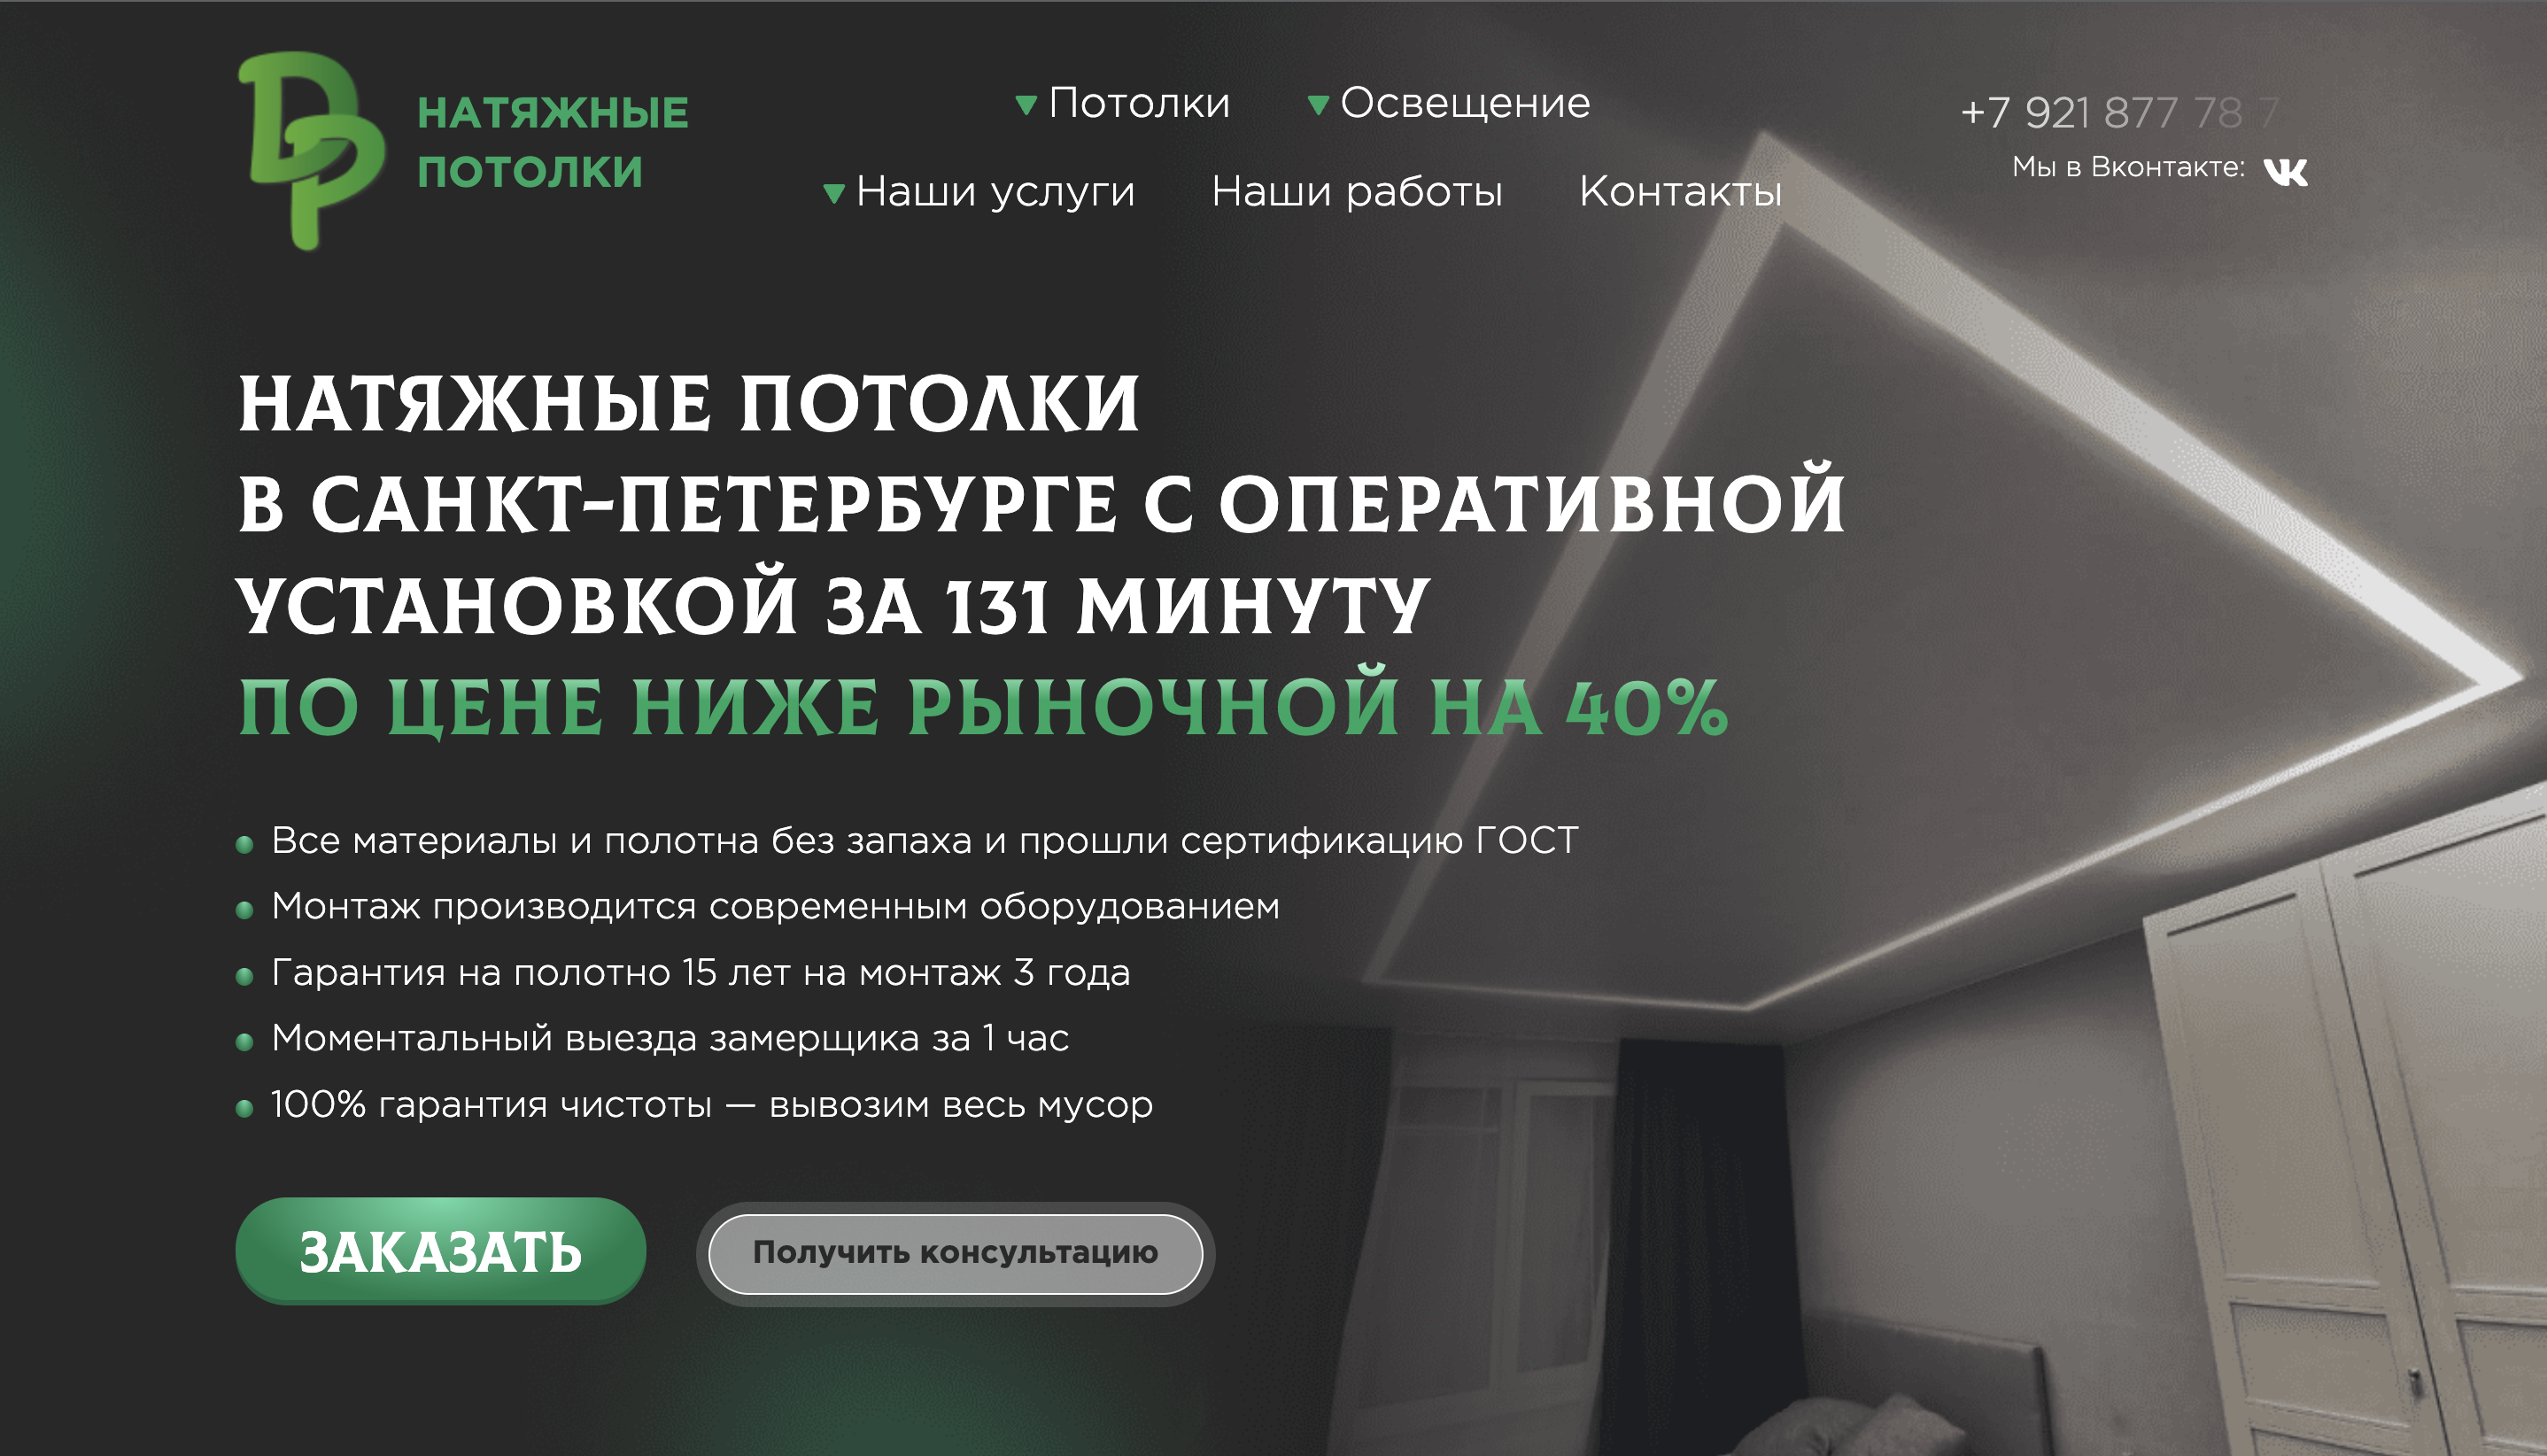 DP
НАТЯЖНЫЕ
ПОТОЛКИ
Потолки Освещение
Наши услуги Наши работы Контакты
+7 921 877 78 7
Мы в Вконтакте:
НАТЯЖНЫЕ ПОТОЛКИ
В САНКТ-ПЕТЕРБУРГЕ С ОПЕРАТИВНОЙ
УСТАНОВКОЙ ЗА 131 МИНУТУ
ПО ЦЕНЕ НИЖЕ РЫНОЧНОЙ НА 40%
Все материалы и полотна без запаха и прошли сертификацию ГОСТ
Монтаж производится современным оборудованием
Гарантия на полотно 15 лет на монтаж 3 года
Моментальный выезда замерщика за 1 час
100% гарантия чистоты — вывозим весь мусор
ЗАКАЗАТЬ
Получить консультацию